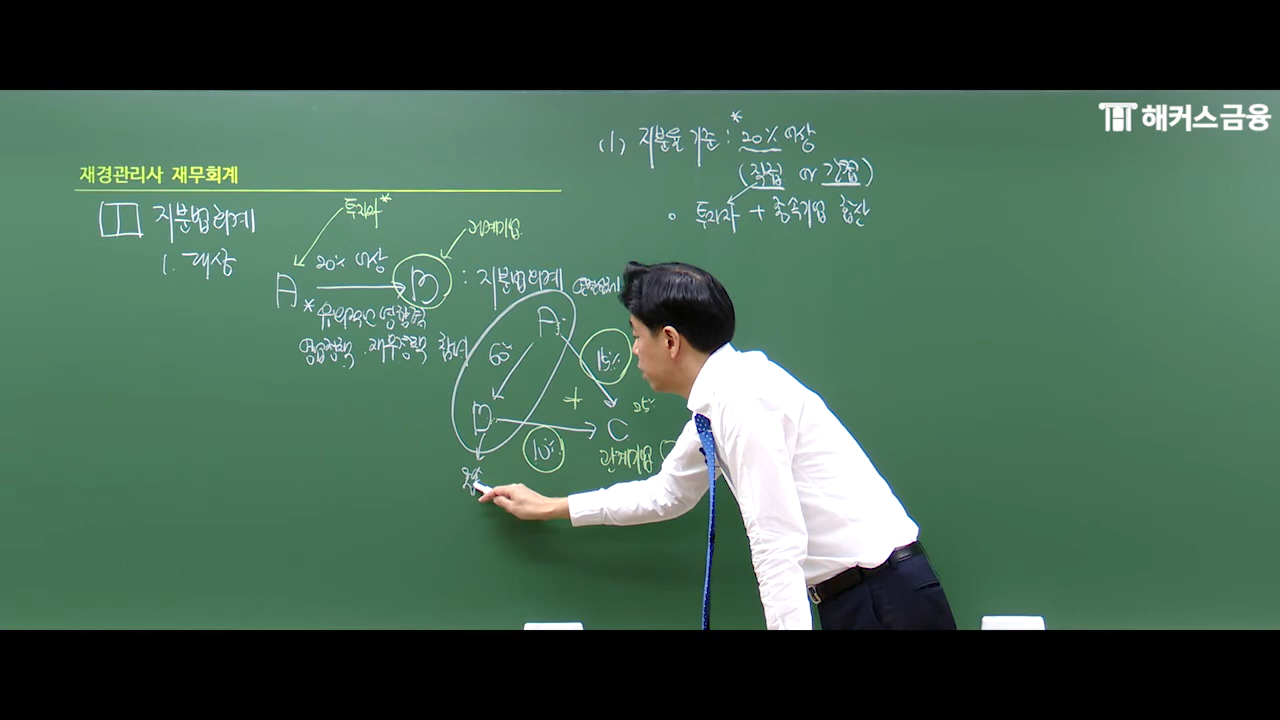 해커스금융
재경관리사 재무회계
I 지분법회계
1. 대상
투자자*
관계기업
A 20% 이상 B : 지분법회계
* 유의적인 영향력
영업정책, 재무정책 참여
(1) 지분율 기준 : *20% 이상
(직접 or 간접)
• 투자자 + 종속기업 합산
A
60% 15%
+
B C 25%
10%
관계기업